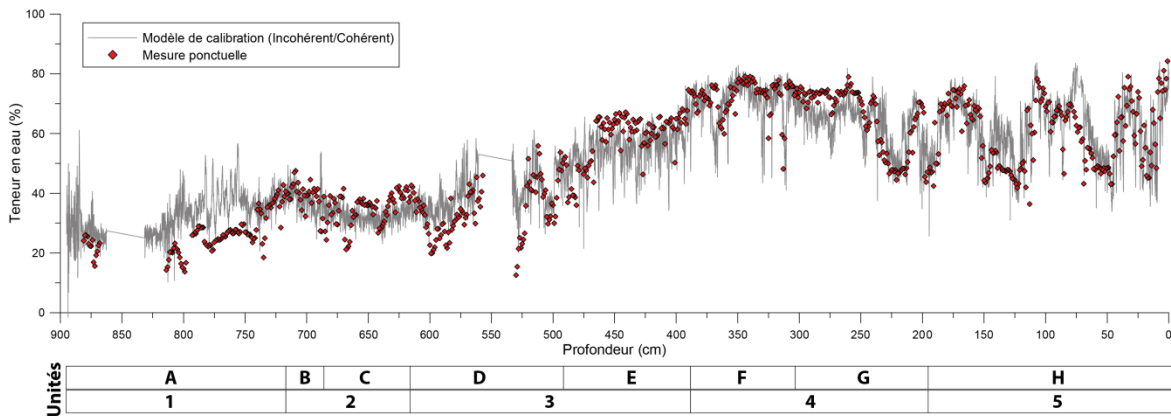 100
80
60
40
20
0
Teneur en eau (%)
Modèle de calibration (Incohérent/Cohérent)
Mesure ponctuelle
900 850 800 750 700 650 600 550 500 450 400 350 300 250 200 150 100 50 0
Profondeur (cm)
Unités
A B C D E F G H
1 2 3 4 5